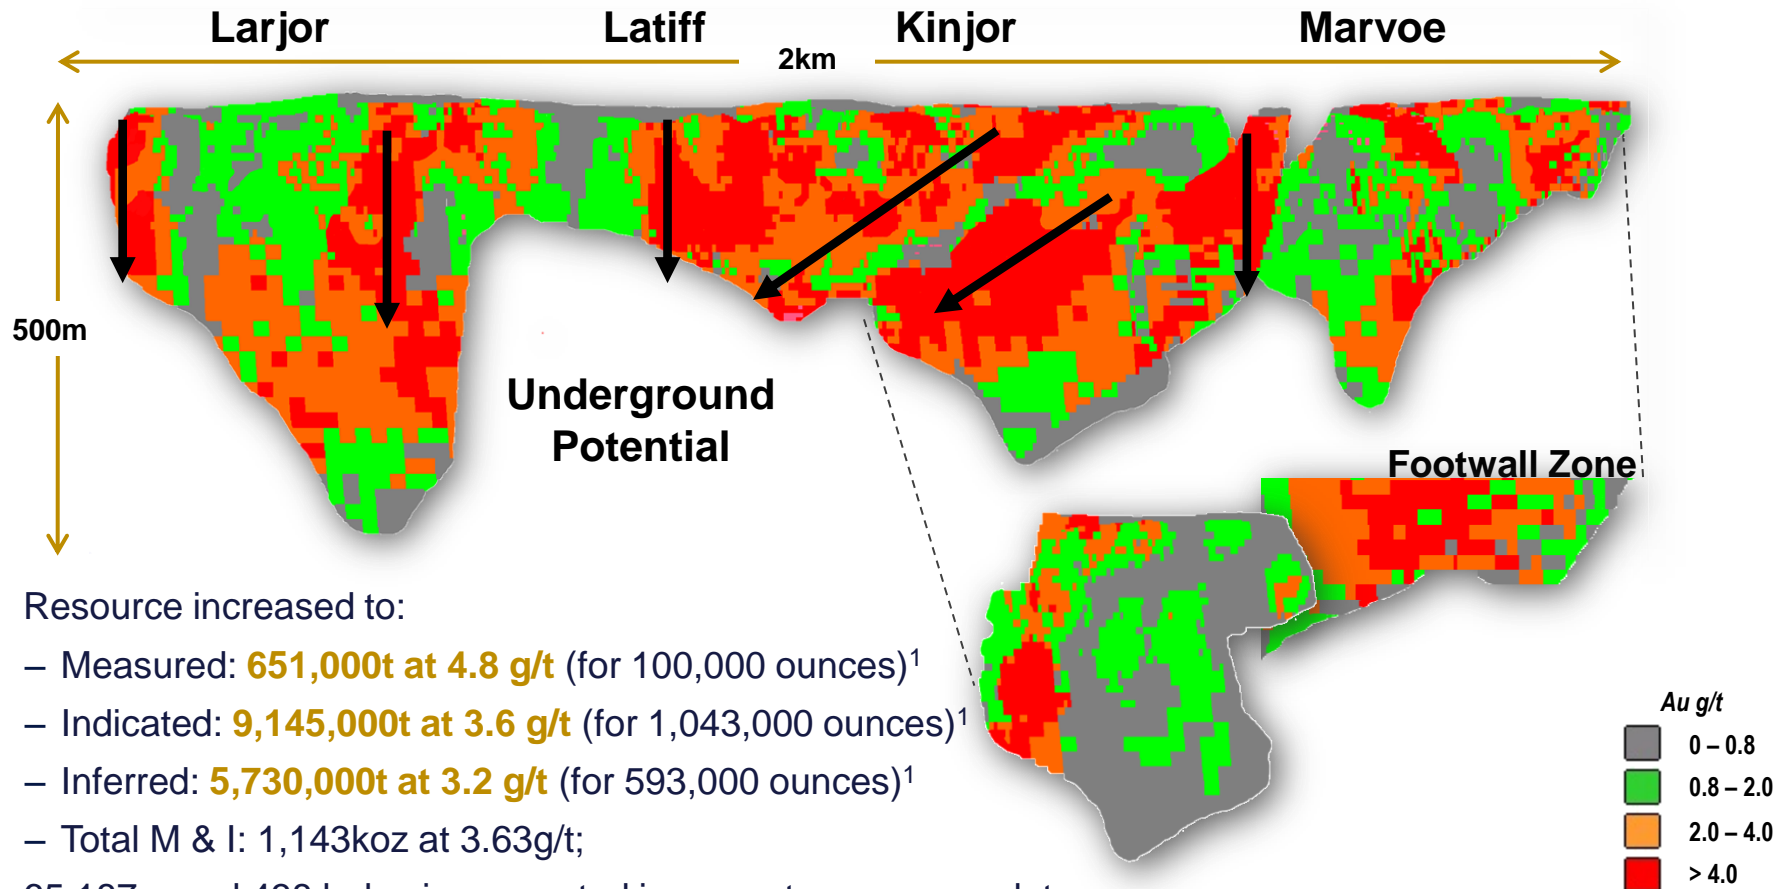 Larjor Latiff Kinjor Marvoe
2km
500m
Underground
Potential
Footwall Zone
Resource increased to:
– Measured: 651,000t at 4.8 g/t (for 100,000 ounces)¹
– Indicated: 9,145,000t at 3.6 g/t (for 1,043,000 ounces)¹
– Inferred: 5,730,000t at 3.2 g/t (for 593,000 ounces)¹
– Total M & I: 1,143koz at 3.63g/t;
Au g/t
0 – 0.8
0.8 – 2.0
2.0 – 4.0
> 4.0